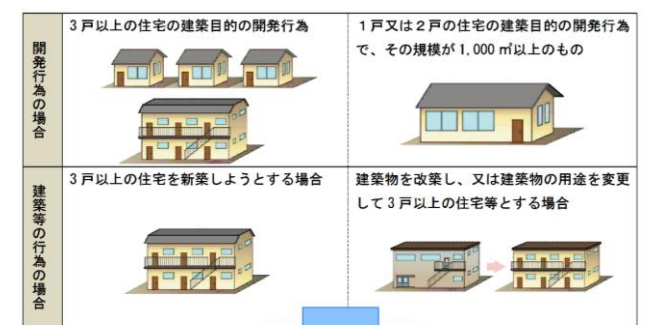 開発行為の場合
3戸以上の住宅の建築目的の開発行為
1戸又は2戸の住宅の建築目的の開発行為
で、その規模が1,000㎡以上のもの
建築等の行為の場合
3戸以上の住宅を新築しようとする場合
建築物を改築し、又は建築物の用途を変更
して3戸以上の住宅等とする場合